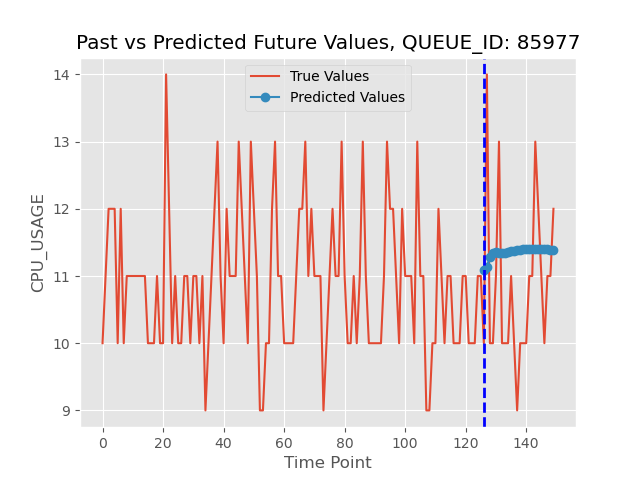 Past vs Predicted Future Values, QUEUE_ID: 85977
True Values
Predicted Values
CPU_USAGE
14
13
12
11
10
9
0 20 40 60 80 100 120 140
Time Point